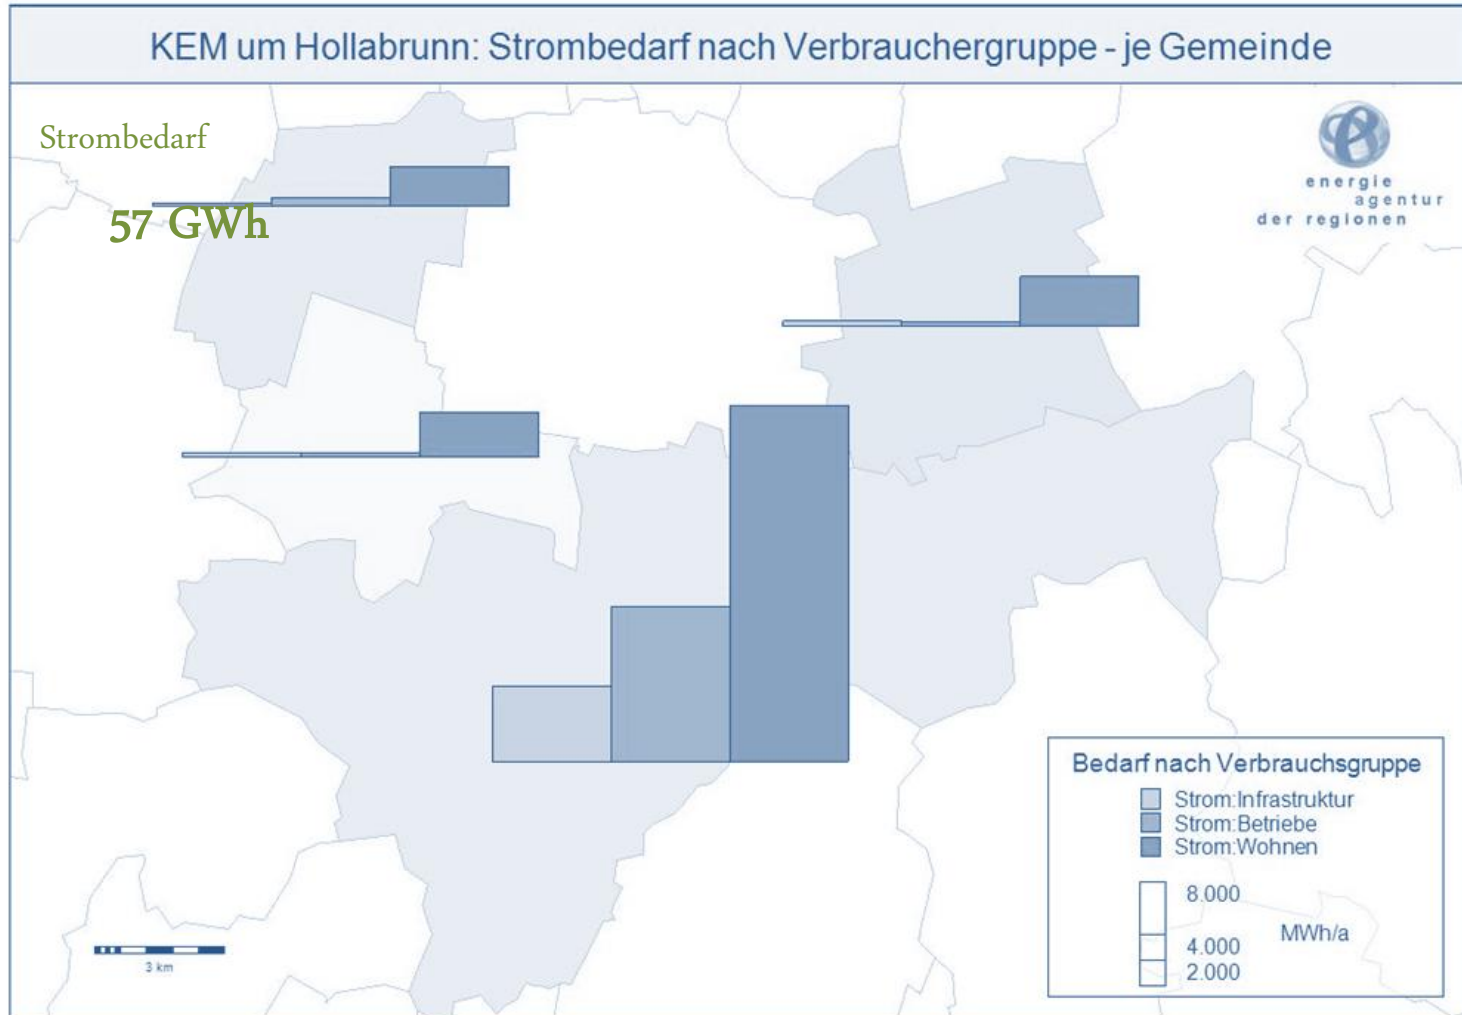 KEM um Hollabrunn: Strombedarf nach Verbrauchergruppe - je Gemeinde
Strombedarf
57 GWh
energie
agentur
der regionen
Bedarf nach Verbrauchsgruppe
Strom:Infrastruktur
Strom:Betriebe
Strom:Wohnen
8.000
MWh/a
4.000
2.000
3 km